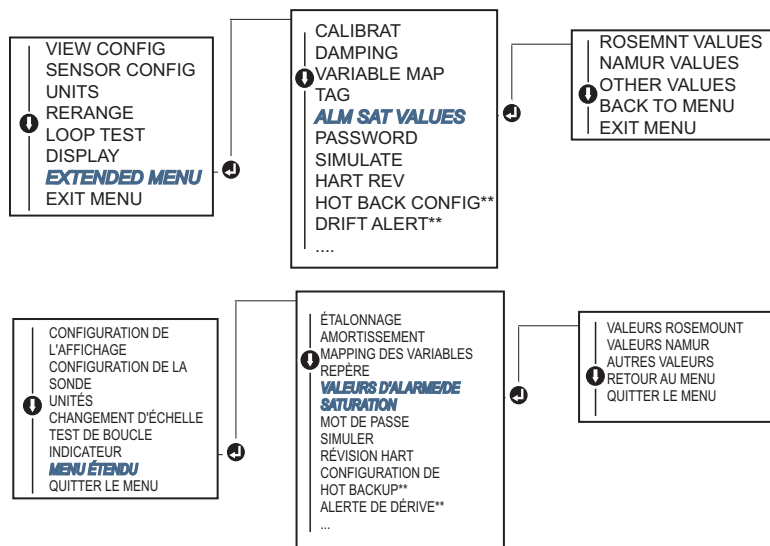 VIEW CONFIG
SENSOR CONFIG
UNITS
RERANGE
LOOP TEST
DISPLAY
EXTENDED MENU
EXIT MENU
CALIBRAT
DAMPING
VARIABLE MAP
TAG
ALM SAT VALUES
PASSWORD
SIMULATE
HART REV
HOT BACK CONFIG**
DRIFT ALERT**
....
ROSEMNT VALUES
NAMUR VALUES
OTHER VALUES
BACK TO MENU
EXIT MENU
CONFIGURATION DE
L'AFFICHAGE
CONFIGURATION DE LA
SONDE
UNITÉS
CHANGEMENT D'ÉCHELLE
TEST DE BOUCLE
INDICATEUR
MENU ÉTENDU
QUITTER LE MENU
ÉTALONNAGE
AMORTISSEMENT
MAPPING DES VARIABLES
REPÈRE
VALEURS D'ALARME/DE
SATURATION
MOT DE PASSE
SIMULER
RÉVISION HART
CONFIGURATION DE
HOT BACKUP**
ALERTE DE DÉRIVE**
...
VALEURS ROSEMOUNT
VALEURS NAMUR
AUTRES VALEURS
RETOUR AU MENU
QUITTER LE MENU